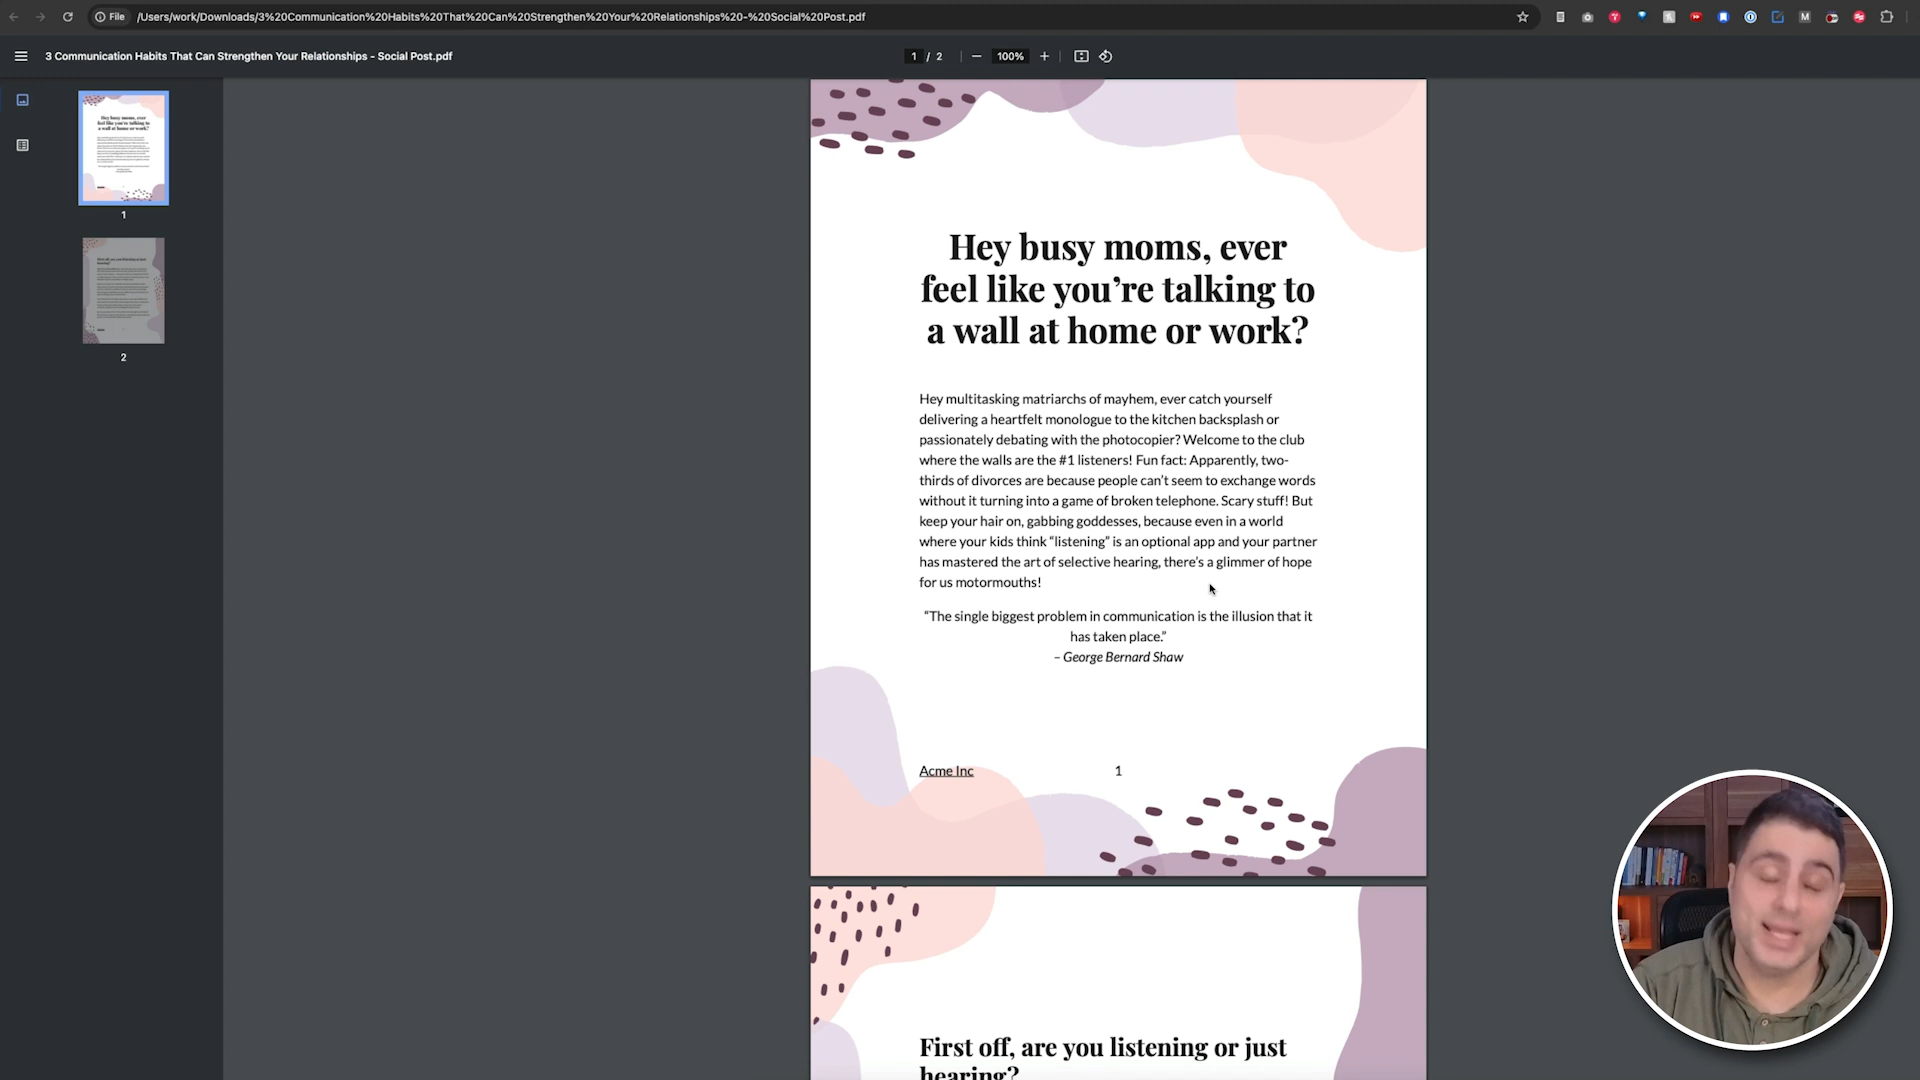 File
/Users/work/Downloads/3%20Communication%20Habits%20That%20Can%20Strengthen%20Your%20Relationships%20-%20Social%20Post.pdf
3 Communication Habits That Can Strengthen Your Relationships - Social Post.pdf
1 / 2
100%
1
2
Hey busy moms, ever
feel like you’re talking to
a wall at home or work?
Hey multitasking matriarchs of mayhem, ever catch yourself
delivering a heartfelt monologue to the kitchen backsplash or
passionately debating with the photocopier? Welcome to the club
where the walls are the #1 listeners! Fun fact: Apparently, two-
thirds of divorces are because people can’t seem to exchange words
without it turning into a game of broken telephone. Scary stuff! But
keep your hair on, gabbing goddesses, because even in a world
where your kids think “listening” is an optional app and your partner
has mastered the art of selective hearing, there’s a glimmer of hope
for us motormouths!
“The single biggest problem in communication is the illusion that it
has taken place.”
– George Bernard Shaw
Acme Inc
1
First off, are you listening or just
hearing?